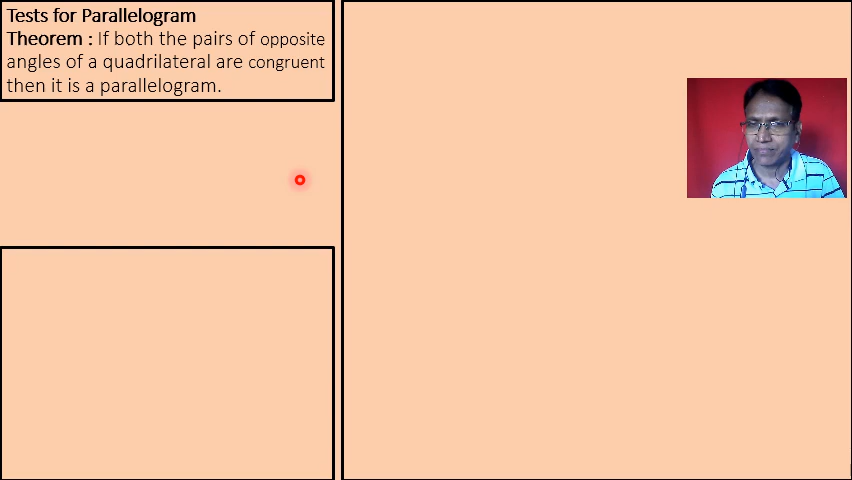 Tests for Parallelogram
Theorem : If both the pairs of opposite
angles of a quadrilateral are congruent
then it is a parallelogram.